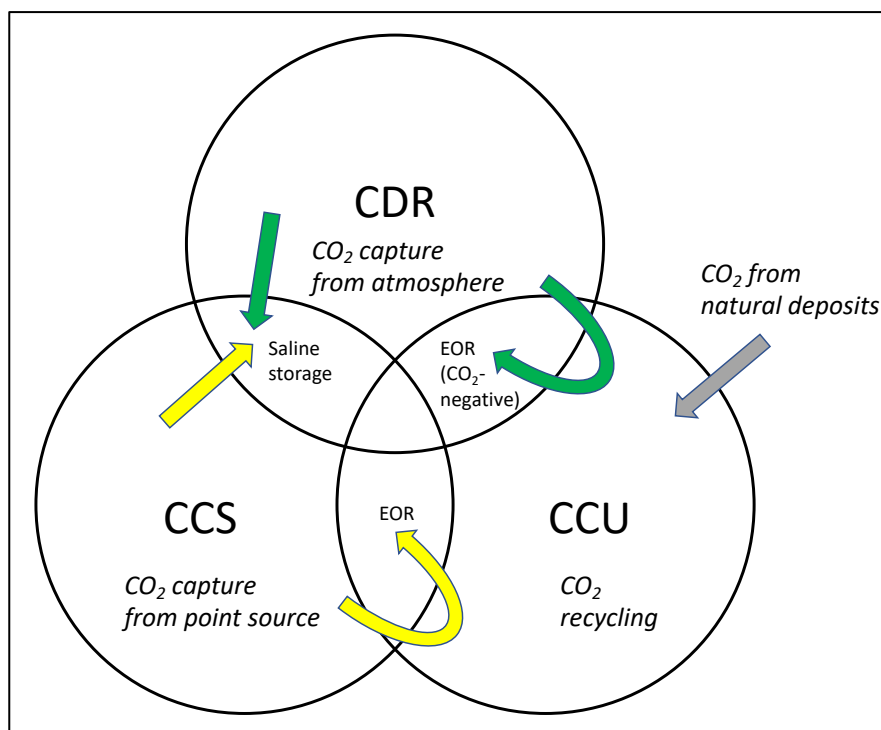 CDR
CO₂ capture
from atmosphere
CO₂ from
natural deposits
Saline
storage
EOR
(CO₂-
negative)
CCS
EOR
CCU
CO₂ capture
from point source
CO₂
recycling